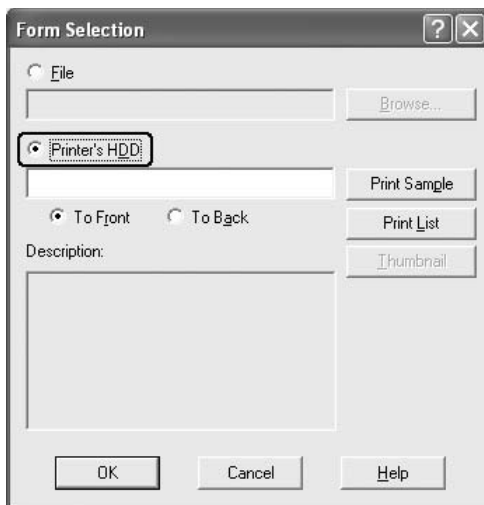 Form Selection
File
Browse...
Printer's HDD
Print Sample
To Front To Back
Print List
Description:
Thumbnail
OK Cancel Help